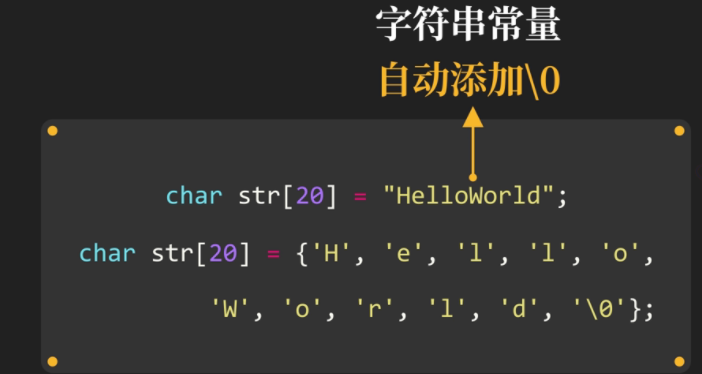 字符串常量
自动添加\0
char str[20] = "HelloWorld";
char str[20] = {'H', 'e', 'l', 'l', 'o',
'W', 'o', 'r', 'l', 'd', '\0'};